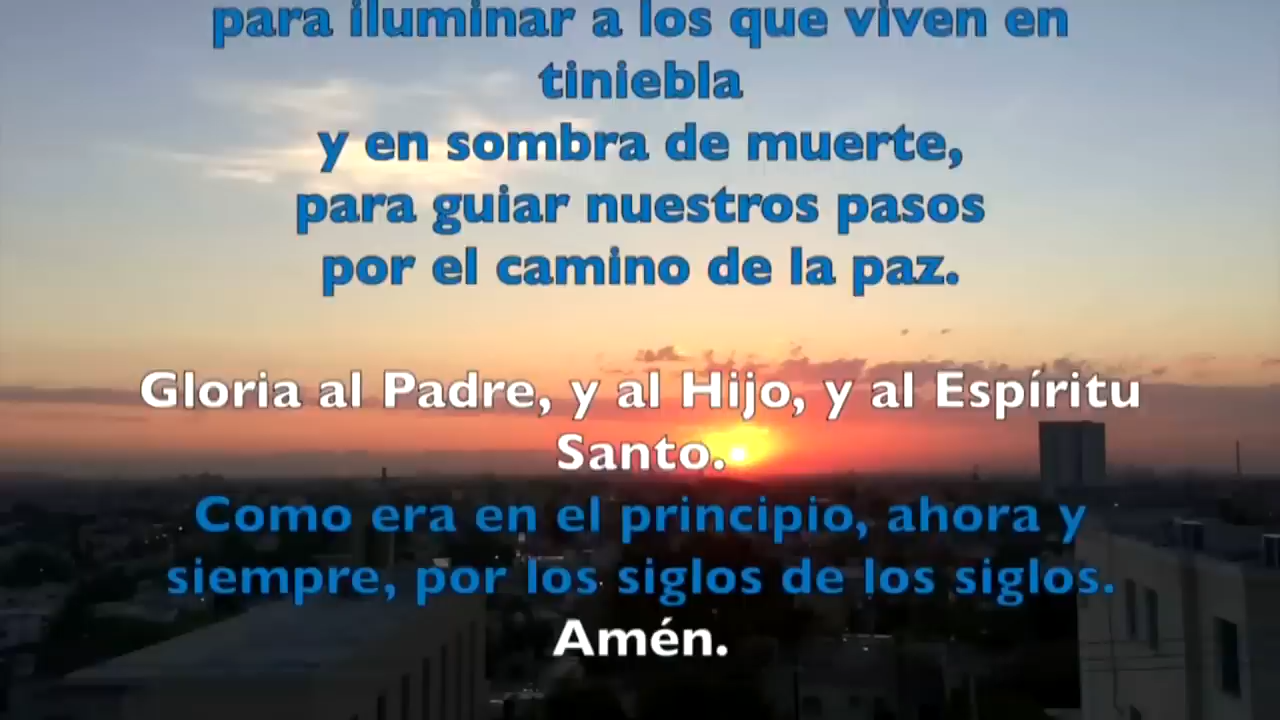 para iluminar a los que viven en
tiniebla
y en sombra de muerte,
para guiar nuestros pasos
por el camino de la paz.
Gloria al Padre, y al Hijo, y al Espíritu
Santo.
Como era en el principio, ahora y
siempre, por los siglos de los siglos.
Amén.